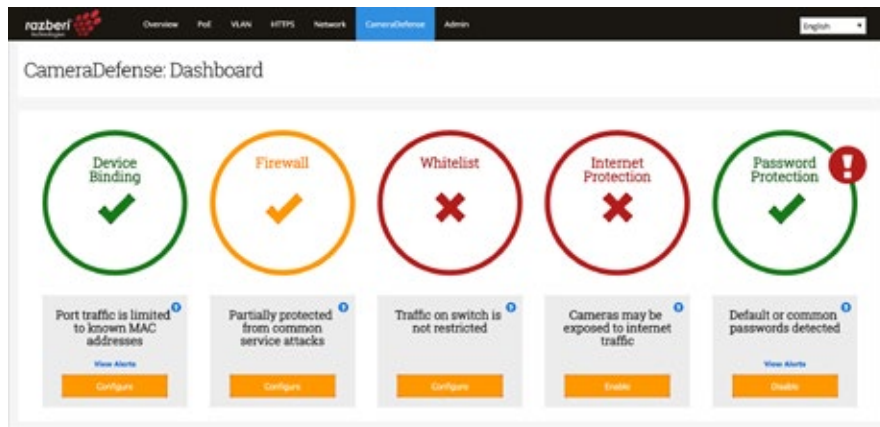 razberi
technologies
Overview PoE VLAN HTTPS Network CameraDefense Admin
English
CameraDefense: Dashboard
Device
Binding
Firewall
Whitelist
Internet
Protection
Password
Protection
!
Port traffic is limited
to known MAC
addresses
View Alerts
Configure
Partially protected
from common
service attacks
Configure
Traffic on switch is
not restricted
Configure
Cameras may be
exposed to internet
traffic
Enable
Default or common
passwords detected
View Alerts
Disable